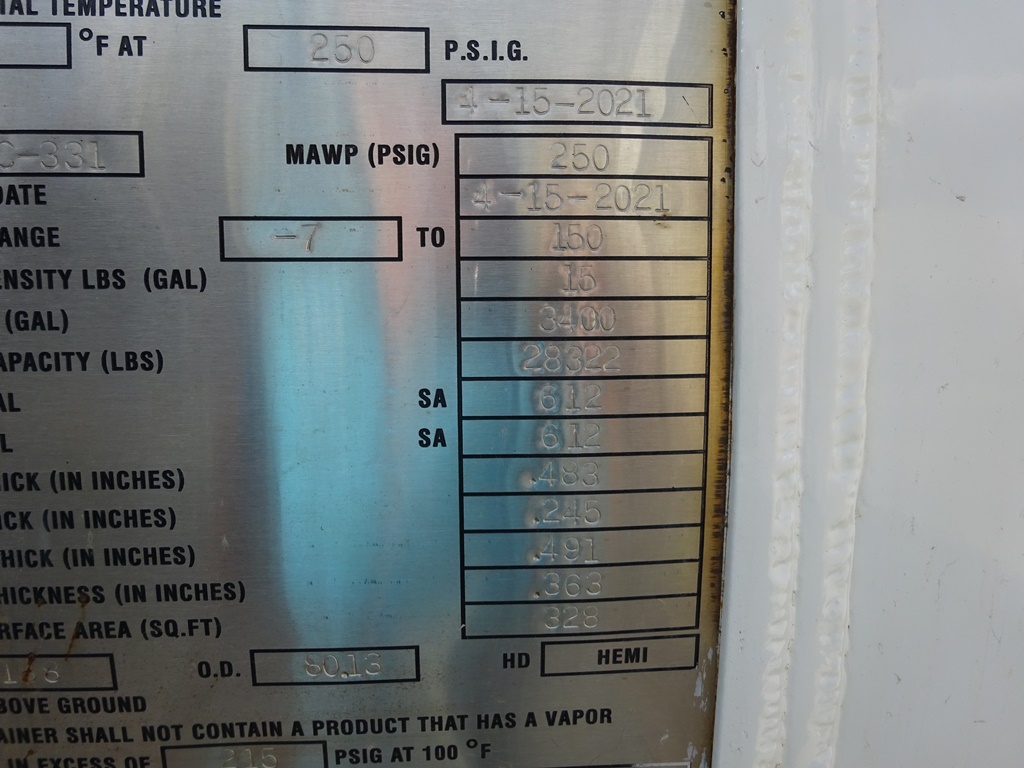 TAL TEMPERATURE
°F AT 250 P.S.I.G.
4-15-2021
C-331 MAWP (PSIG) 250
DATE 4-15-2021
ANGE -7 TO 150
ENSITY LBS (GAL) 15
(GAL) 3400
APACITY (LBS) 28322
AL SA 612
L SA 612
ICK (IN INCHES) .483
ICK (IN INCHES) .245
HICK (IN INCHES) .491
HICKNESS (IN INCHES) .363
RFACE AREA (SQ.FT) 328
O.D. 80.13 HD HEMI
BOVE GROUND
AINER SHALL NOT CONTAIN A PRODUCT THAT HAS A VAPOR
IN EXCESS OF 215 PSIG AT 100 °F